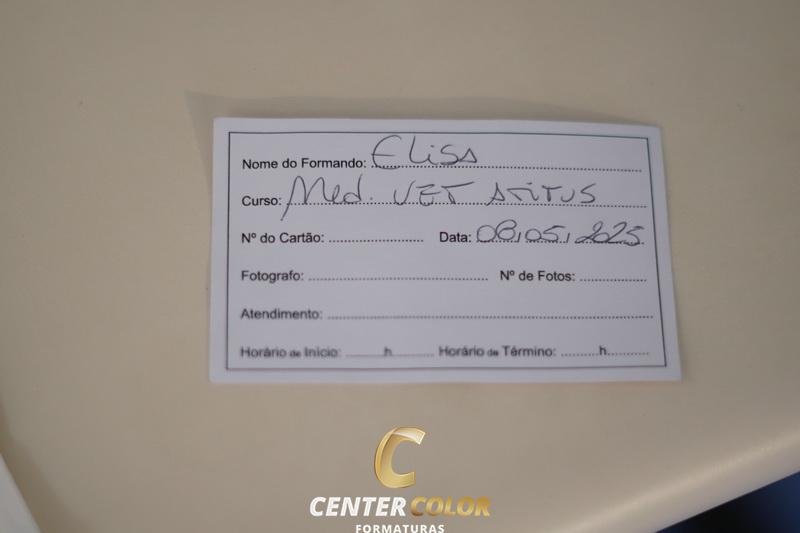 Nome do Formando: Elisa
Curso: Med. VET ATITUS
Nº do Cartão: ........................ Data: 08/05/2025
Fotografo: ............................................. Nº de Fotos: .................
Atendimento: ................................................................................
Horário de Início: ..........h.......... Horário de Término: ..........h..........
C
CENTER COLOR
FORMATURAS